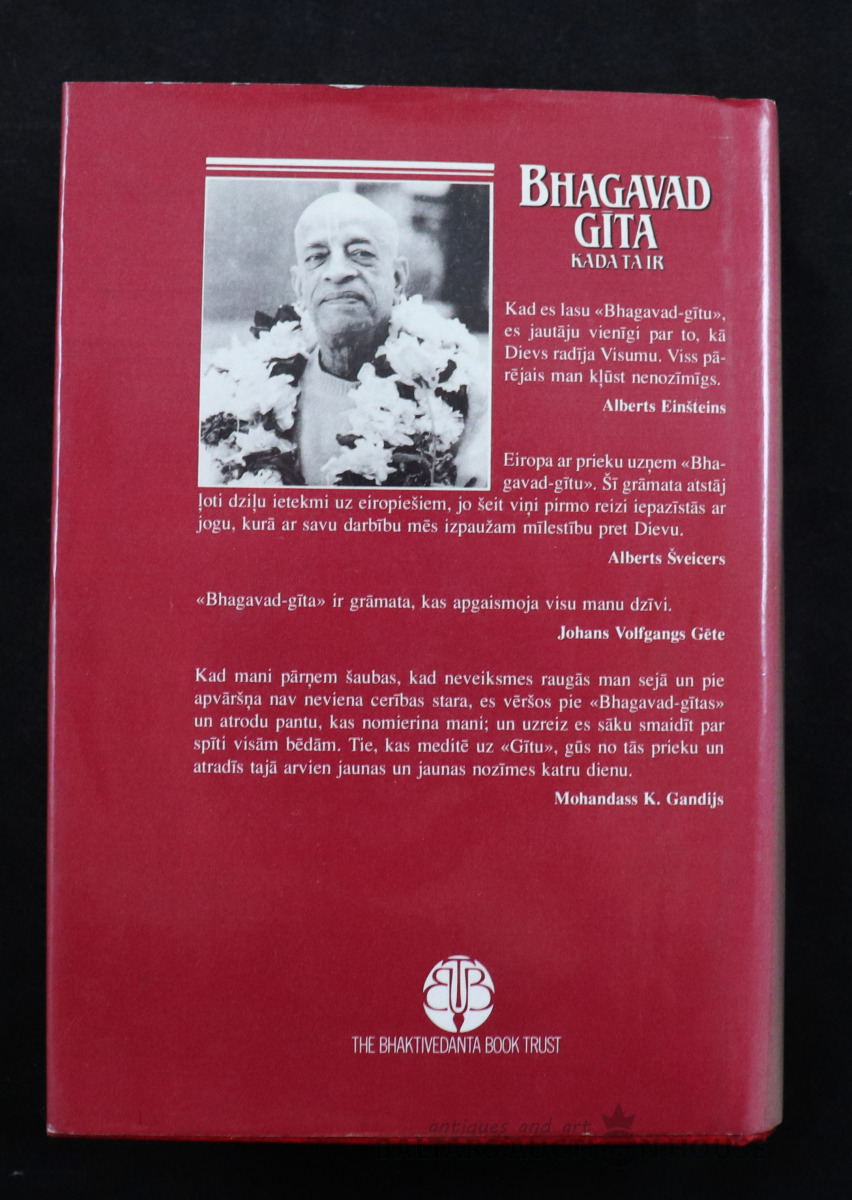 BHAGAVAD
GĪTA
KĀDA TA IR
Kad es lasu «Bhagavad-gītu»,
es jautāju vienīgi par to, kā
Dievs radīja Visumu. Viss pā-
rējais man kļūst nenozīmīgs.
Alberts Einšteins
Eiropa ar prieku uzņem «Bha-
gavad-gītu». Šī grāmata atstāj
ļoti dziļu ietekmi uz eiropiešiem, jo šeit viņi pirmo reizi iepazīstās ar
jogu, kurā ar savu darbību mēs izpaužam mīlestību pret Dievu.
Alberts Šveicers
«Bhagavad-gīta» ir grāmata, kas apgaismoja visu manu dzīvi.
Johans Volfgangs Gēte
Kad mani pārņem šaubas, kad neveiksmes raugās man sejā un pie
apvāršņa nav neviena cerības stara, es vēršos pie «Bhagavad-gītas»
un atrodu pantu, kas nomierina mani; un uzreiz es sāku smaidīt par
spīti visām bēdām. Tie, kas meditē uz «Gītu», gūs no tās prieku un
atradīs tajā arvien jaunas un jaunas nozīmes katru dienu.
Mohandass K. Gandijs
BBT
THE BHAKTIVEDANTA BOOK TRUST
antiques and art